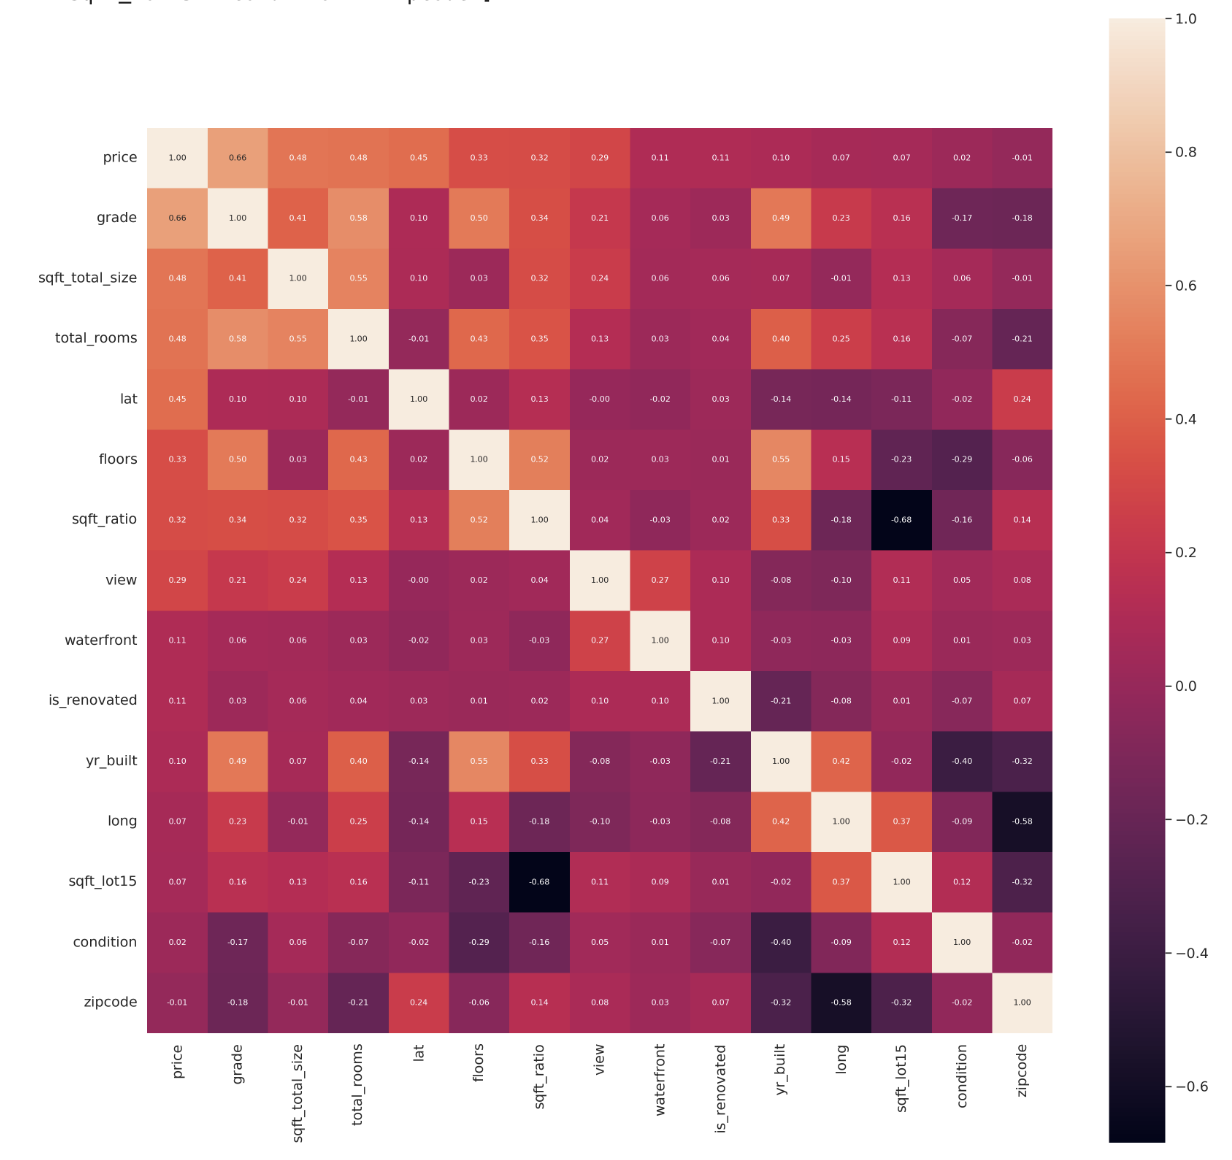 1.0
price 1.00 0.66 0.48 0.48 0.45 0.33 0.32 0.29 0.11 0.11 0.10 0.07 0.07 0.02 -0.01
0.8
grade 0.66 1.00 0.41 0.58 0.10 0.50 0.34 0.21 0.06 0.03 0.49 0.23 0.16 -0.17 -0.18
sqft_total_size 0.48 0.41 1.00 0.55 0.10 0.03 0.32 0.24 0.06 0.06 0.07 -0.01 0.13 0.06 -0.01
0.6
total_rooms 0.48 0.58 0.55 1.00 -0.01 0.43 0.35 0.13 0.03 0.04 0.40 0.25 0.16 -0.07 -0.21
lat 0.45 0.10 0.10 -0.01 1.00 0.02 0.13 -0.00 -0.02 0.03 -0.14 -0.14 -0.11 -0.02 0.24
0.4
floors 0.33 0.50 0.03 0.43 0.02 1.00 0.52 0.02 0.03 0.01 0.55 0.15 -0.23 -0.29 -0.06
sqft_ratio 0.32 0.34 0.32 0.35 0.13 0.52 1.00 0.04 -0.03 0.02 0.33 -0.18 -0.68 -0.16 0.14
0.2
view 0.29 0.21 0.24 0.13 -0.00 0.02 0.04 1.00 0.27 0.10 -0.08 -0.10 0.11 0.05 0.08
waterfront 0.11 0.06 0.06 0.03 -0.02 0.03 -0.03 0.27 1.00 0.10 -0.03 -0.03 0.09 0.01 0.03
0.0
is_renovated 0.11 0.03 0.06 0.04 0.03 0.01 0.02 0.10 0.10 1.00 -0.21 -0.08 0.01 -0.07 0.07
yr_built 0.10 0.49 0.07 0.40 -0.14 0.55 0.33 -0.08 -0.03 -0.21 1.00 0.42 -0.02 -0.40 -0.32
−0.2
long 0.07 0.23 -0.01 0.25 -0.14 0.15 -0.18 -0.10 -0.03 -0.08 0.42 1.00 0.37 -0.09 -0.58
sqft_lot15 0.07 0.16 0.13 0.16 -0.11 -0.23 -0.68 0.11 0.09 0.01 -0.02 0.37 1.00 0.12 -0.32
−0.4
condition 0.02 -0.17 0.06 -0.07 -0.02 -0.29 -0.16 0.05 0.01 -0.07 -0.40 -0.09 0.12 1.00 -0.02
zipcode -0.01 -0.18 -0.01 -0.21 0.24 -0.06 0.14 0.08 0.03 0.07 -0.32 -0.58 -0.32 -0.02 1.00
−0.6
price grade sqft_total_size total_rooms lat floors sqft_ratio view waterfront is_renovated yr_built long sqft_lot15 condition zipcode